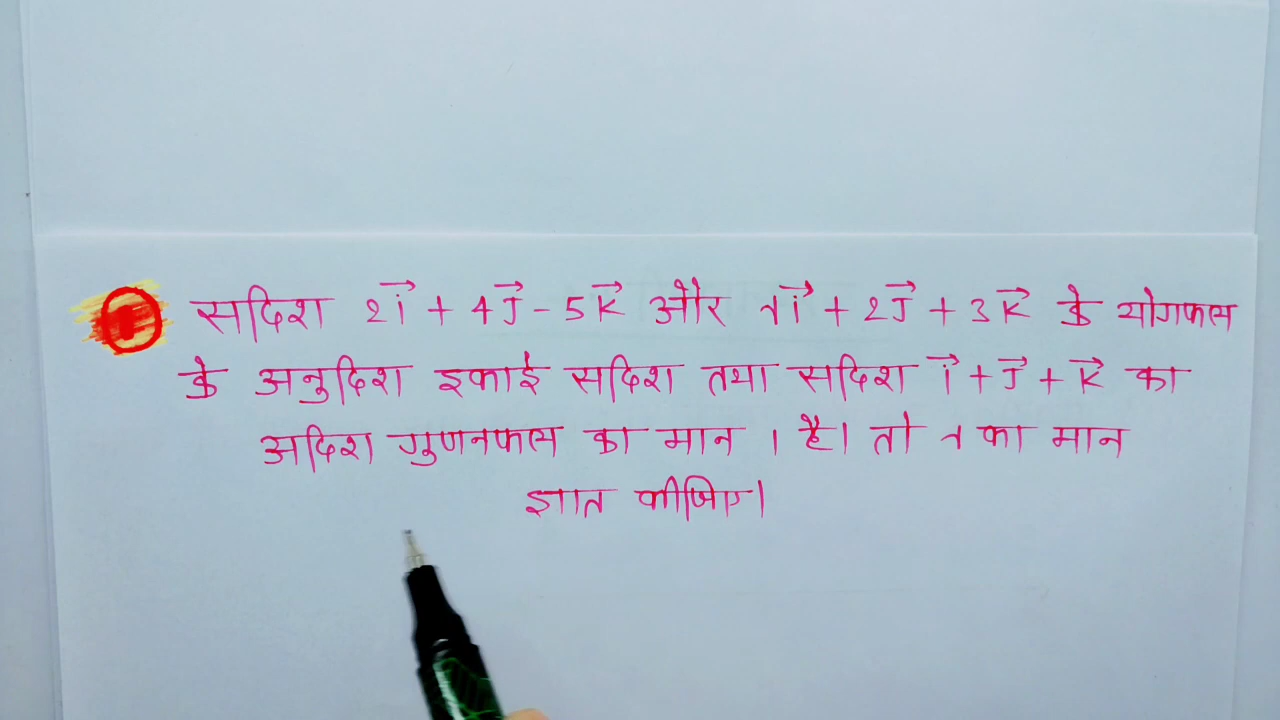 सदिश 2i⃗ + 4J⃗ - 5K⃗ और λi⃗ + 2J⃗ + 3K⃗ के योगफल
के अनुदिश इकाई सदिश तथा सदिश i⃗ + J⃗ + K⃗ का
अदिश गुणनफल का मान 1 है। तो λ का मान
ज्ञात कीजिए।